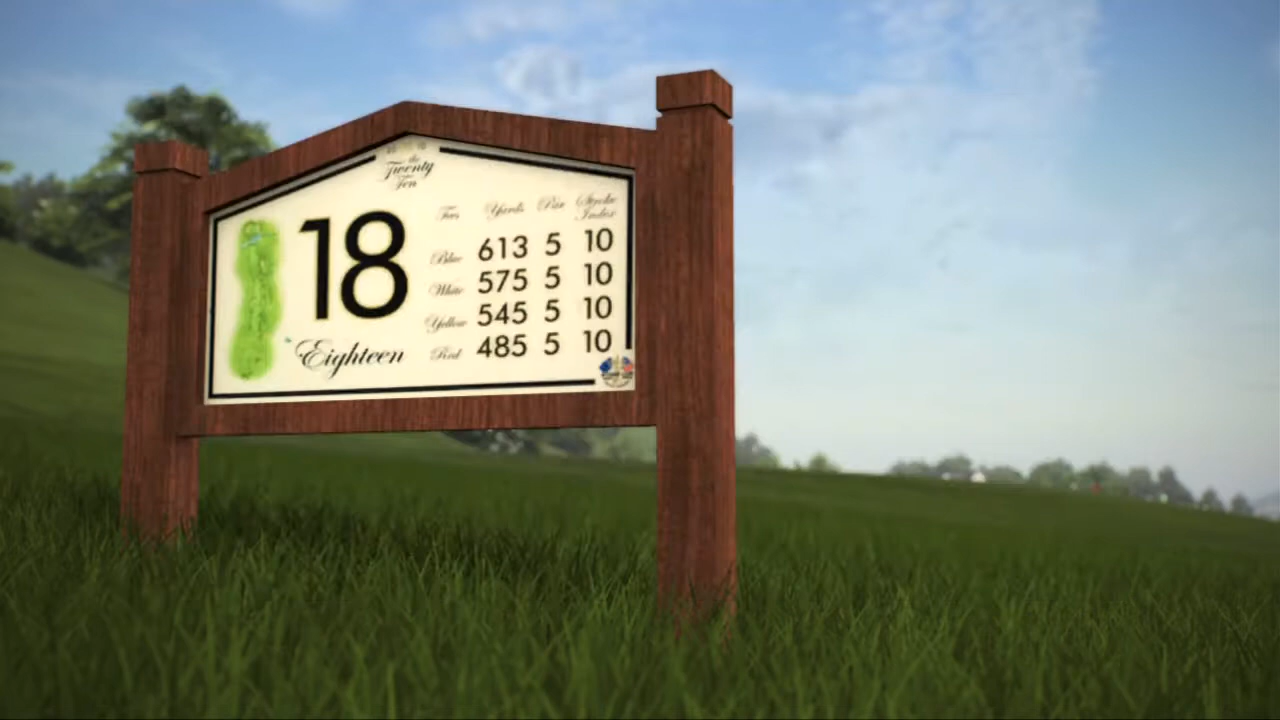 the
Twenty
Ten
18
Eighteen
Tees Yards Par Stroke Index
Blue 613 5 10
White 575 5 10
Yellow 545 5 10
Red 485 5 10